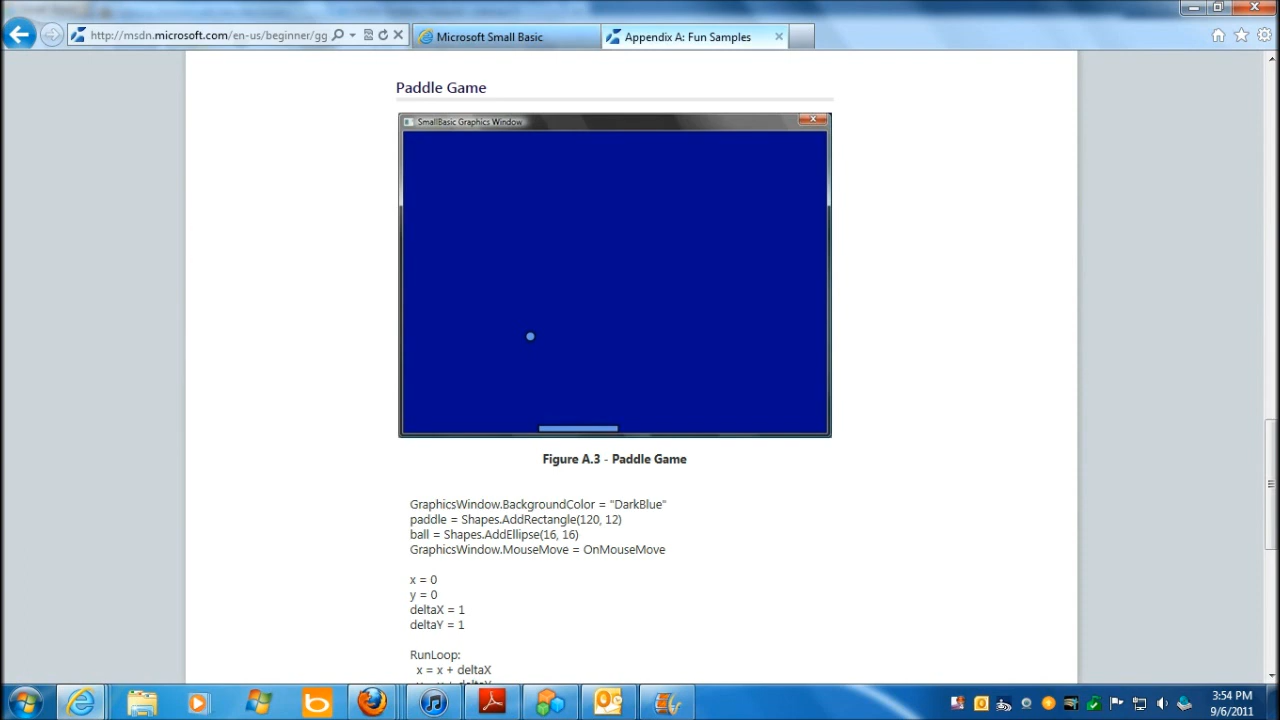 http://msdn.microsoft.com/en-us/beginner/gg
Microsoft Small Basic
Appendix A: Fun Samples
Paddle Game
SmallBasic Graphics Window
Figure A.3 - Paddle Game
GraphicsWindow.BackgroundColor = "DarkBlue"
paddle = Shapes.AddRectangle(120, 12)
ball = Shapes.AddEllipse(16, 16)
GraphicsWindow.MouseMove = OnMouseMove
x = 0
y = 0
deltaX = 1
deltaY = 1
RunLoop:
x = x + deltaX
3:54 PM
9/6/2011